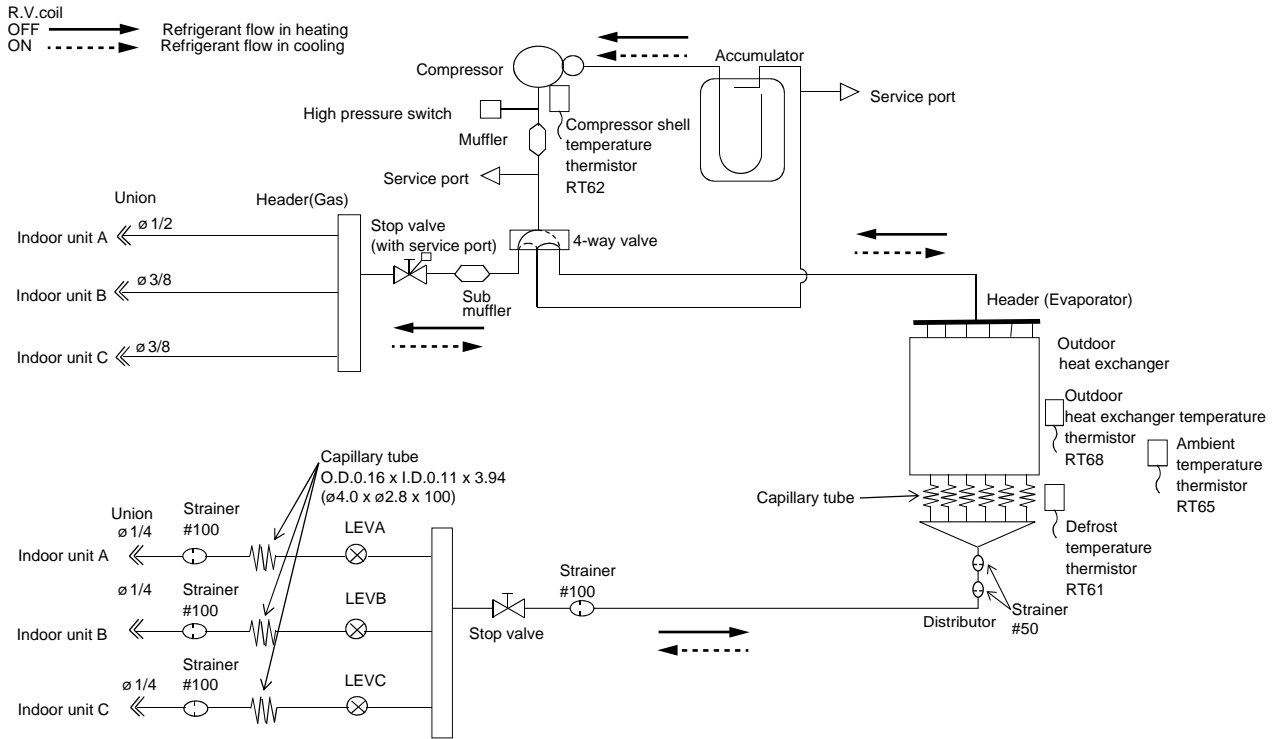 R.V.coil
OFF Refrigerant flow in heating
ON Refrigerant flow in cooling
Compressor
Accumulator
Service port
High pressure switch
Muffler
Compressor shell
temperature
thermistor
RT62
Service port
Union
Header(Gas)
Stop valve
(with service port)
4-way valve
Indoor unit A
ø 1/2
Indoor unit B
ø 3/8
Indoor unit C
ø 3/8
Sub
muffler
Header (Evaporator)
Outdoor
heat exchanger
Outdoor
heat exchanger temperature
thermistor
RT68
Ambient
temperature
thermistor
RT65
Capillary tube
Defrost
temperature
thermistor
RT61
Capillary tube
O.D.0.16 x I.D.0.11 x 3.94
(ø4.0 x ø2.8 x 100)
Union
ø 1/4
Strainer
#100
LEVA
Indoor unit A
ø 1/4
Strainer
#100
LEVB
Indoor unit B
ø 1/4
Strainer
#100
LEVC
Indoor unit C
Stop valve
Strainer
#100
Distributor
Strainer
#50